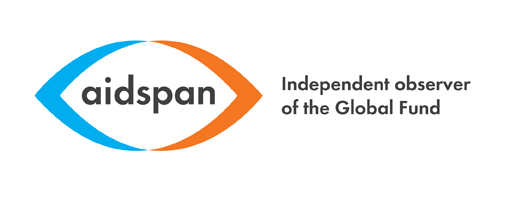 aidspan
Independent observer
of the Global Fund